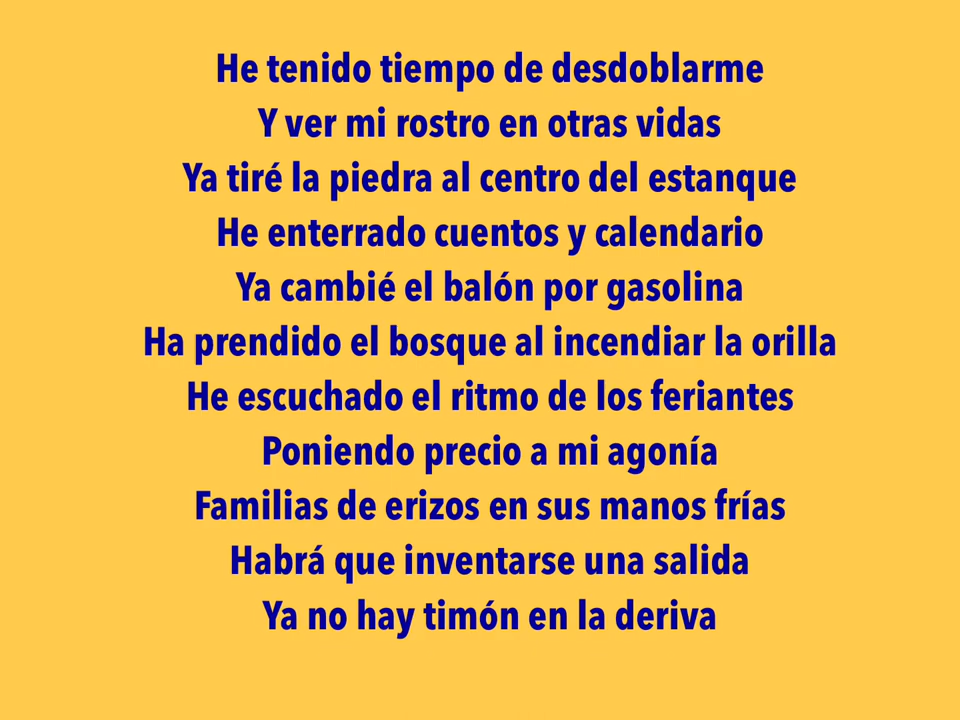 He tenido tiempo de desdoblarme
Y ver mi rostro en otras vidas
Ya tiré la piedra al centro del estanque
He enterrado cuentos y calendario
Ya cambié el balón por gasolina
Ha prendido el bosque al incendiar la orilla
He escuchado el ritmo de los feriantes
Poniendo precio a mi agonía
Familias de erizos en sus manos frías
Habrá que inventarse una salida
Ya no hay timón en la deriva